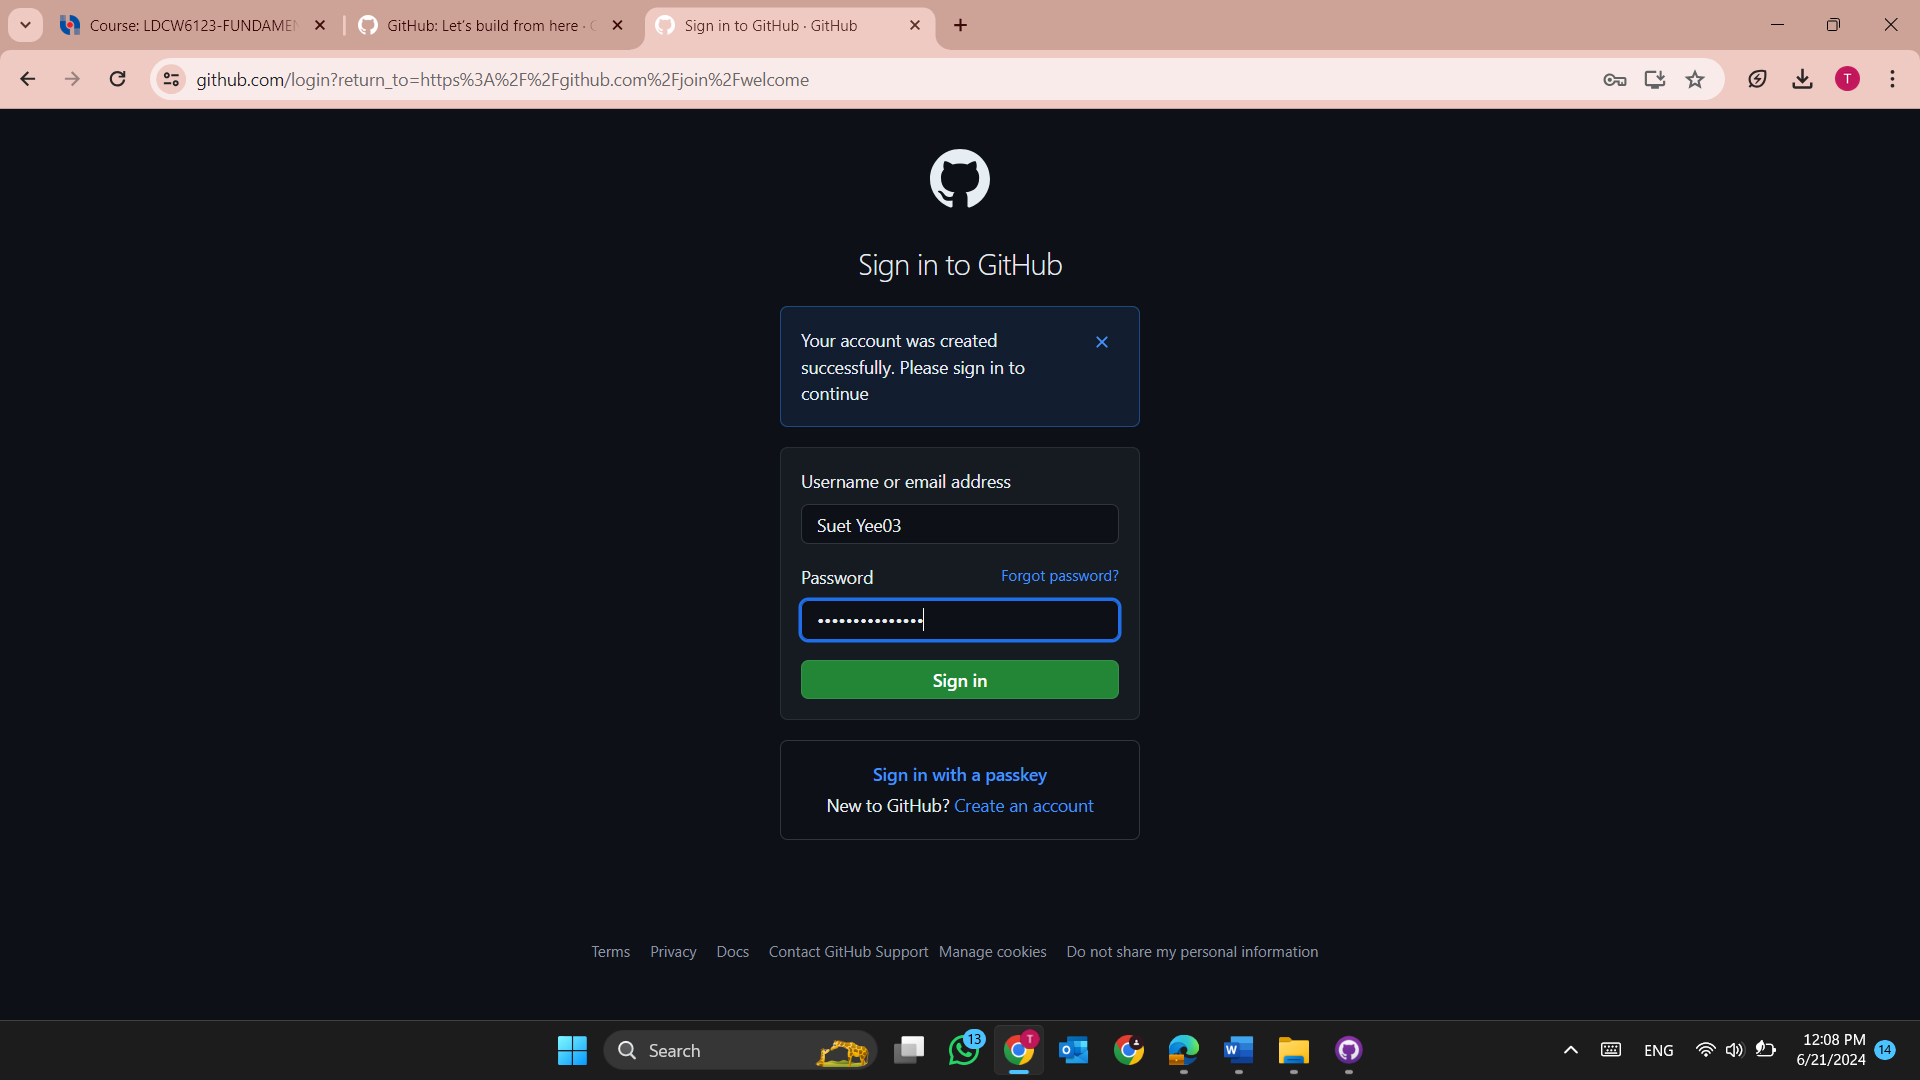 Course: LDCW6123-FUNDAMEN
GitHub: Let's build from here ·
Sign in to GitHub · GitHub
github.com/login?return_to=https%3A%2F%2Fgithub.com%2Fjoin%2Fwelcome
T
Sign in to GitHub
Your account was created
successfully. Please sign in to
continue
Username or email address
Suet Yee03
Password
Forgot password?
Sign in
Sign in with a passkey
New to GitHub? Create an account
Terms
Privacy
Docs
Contact GitHub Support
Manage cookies
Do not share my personal information
Search
13
T
ENG
12:08 PM
6/21/2024
14